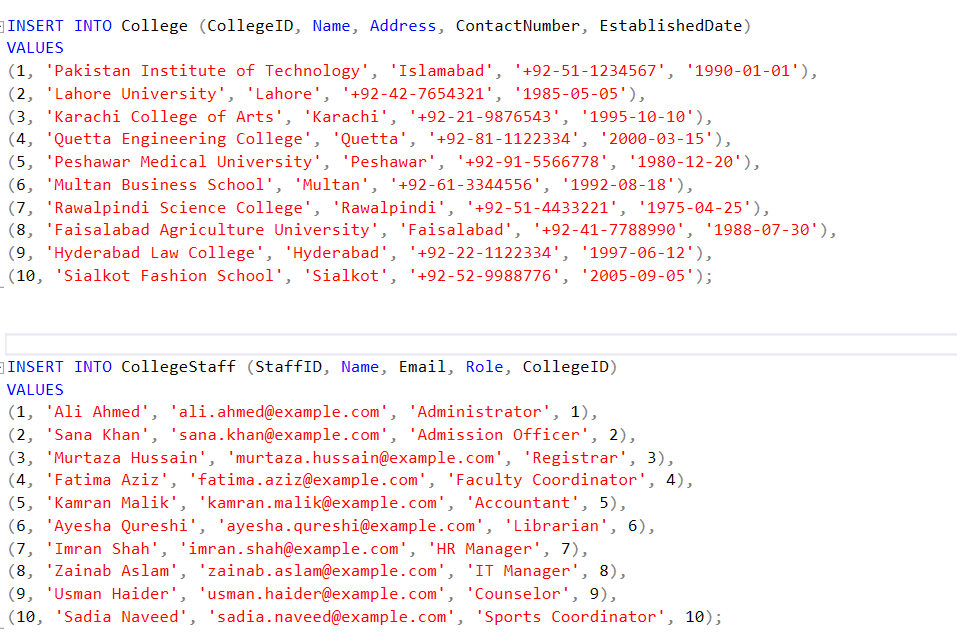 INSERT INTO College (CollegeID, Name, Address, ContactNumber, EstablishedDate)
VALUES
(1, 'Pakistan Institute of Technology', 'Islamabad', '+92-51-1234567', '1990-01-01'),
(2, 'Lahore University', 'Lahore', '+92-42-7654321', '1985-05-05'),
(3, 'Karachi College of Arts', 'Karachi', '+92-21-9876543', '1995-10-10'),
(4, 'Quetta Engineering College', 'Quetta', '+92-81-1122334', '2000-03-15'),
(5, 'Peshawar Medical University', 'Peshawar', '+92-91-5566778', '1980-12-20'),
(6, 'Multan Business School', 'Multan', '+92-61-3344556', '1992-08-18'),
(7, 'Rawalpindi Science College', 'Rawalpindi', '+92-51-4433221', '1975-04-25'),
(8, 'Faisalabad Agriculture University', 'Faisalabad', '+92-41-7788990', '1988-07-30'),
(9, 'Hyderabad Law College', 'Hyderabad', '+92-22-1122334', '1997-06-12'),
(10, 'Sialkot Fashion School', 'Sialkot', '+92-52-9988776', '2005-09-05');
INSERT INTO CollegeStaff (StaffID, Name, Email, Role, CollegeID)
VALUES
(1, 'Ali Ahmed', 'ali.ahmed@example.com', 'Administrator', 1),
(2, 'Sana Khan', 'sana.khan@example.com', 'Admission Officer', 2),
(3, 'Murtaza Hussain', 'murtaza.hussain@example.com', 'Registrar', 3),
(4, 'Fatima Aziz', 'fatima.aziz@example.com', 'Faculty Coordinator', 4),
(5, 'Kamran Malik', 'kamran.malik@example.com', 'Accountant', 5),
(6, 'Ayesha Qureshi', 'ayesha.qureshi@example.com', 'Librarian', 6),
(7, 'Imran Shah', 'imran.shah@example.com', 'HR Manager', 7),
(8, 'Zainab Aslam', 'zainab.aslam@example.com', 'IT Manager', 8),
(9, 'Usman Haider', 'usman.haider@example.com', 'Counselor', 9),
(10, 'Sadia Naveed', 'sadia.naveed@example.com', 'Sports Coordinator', 10);